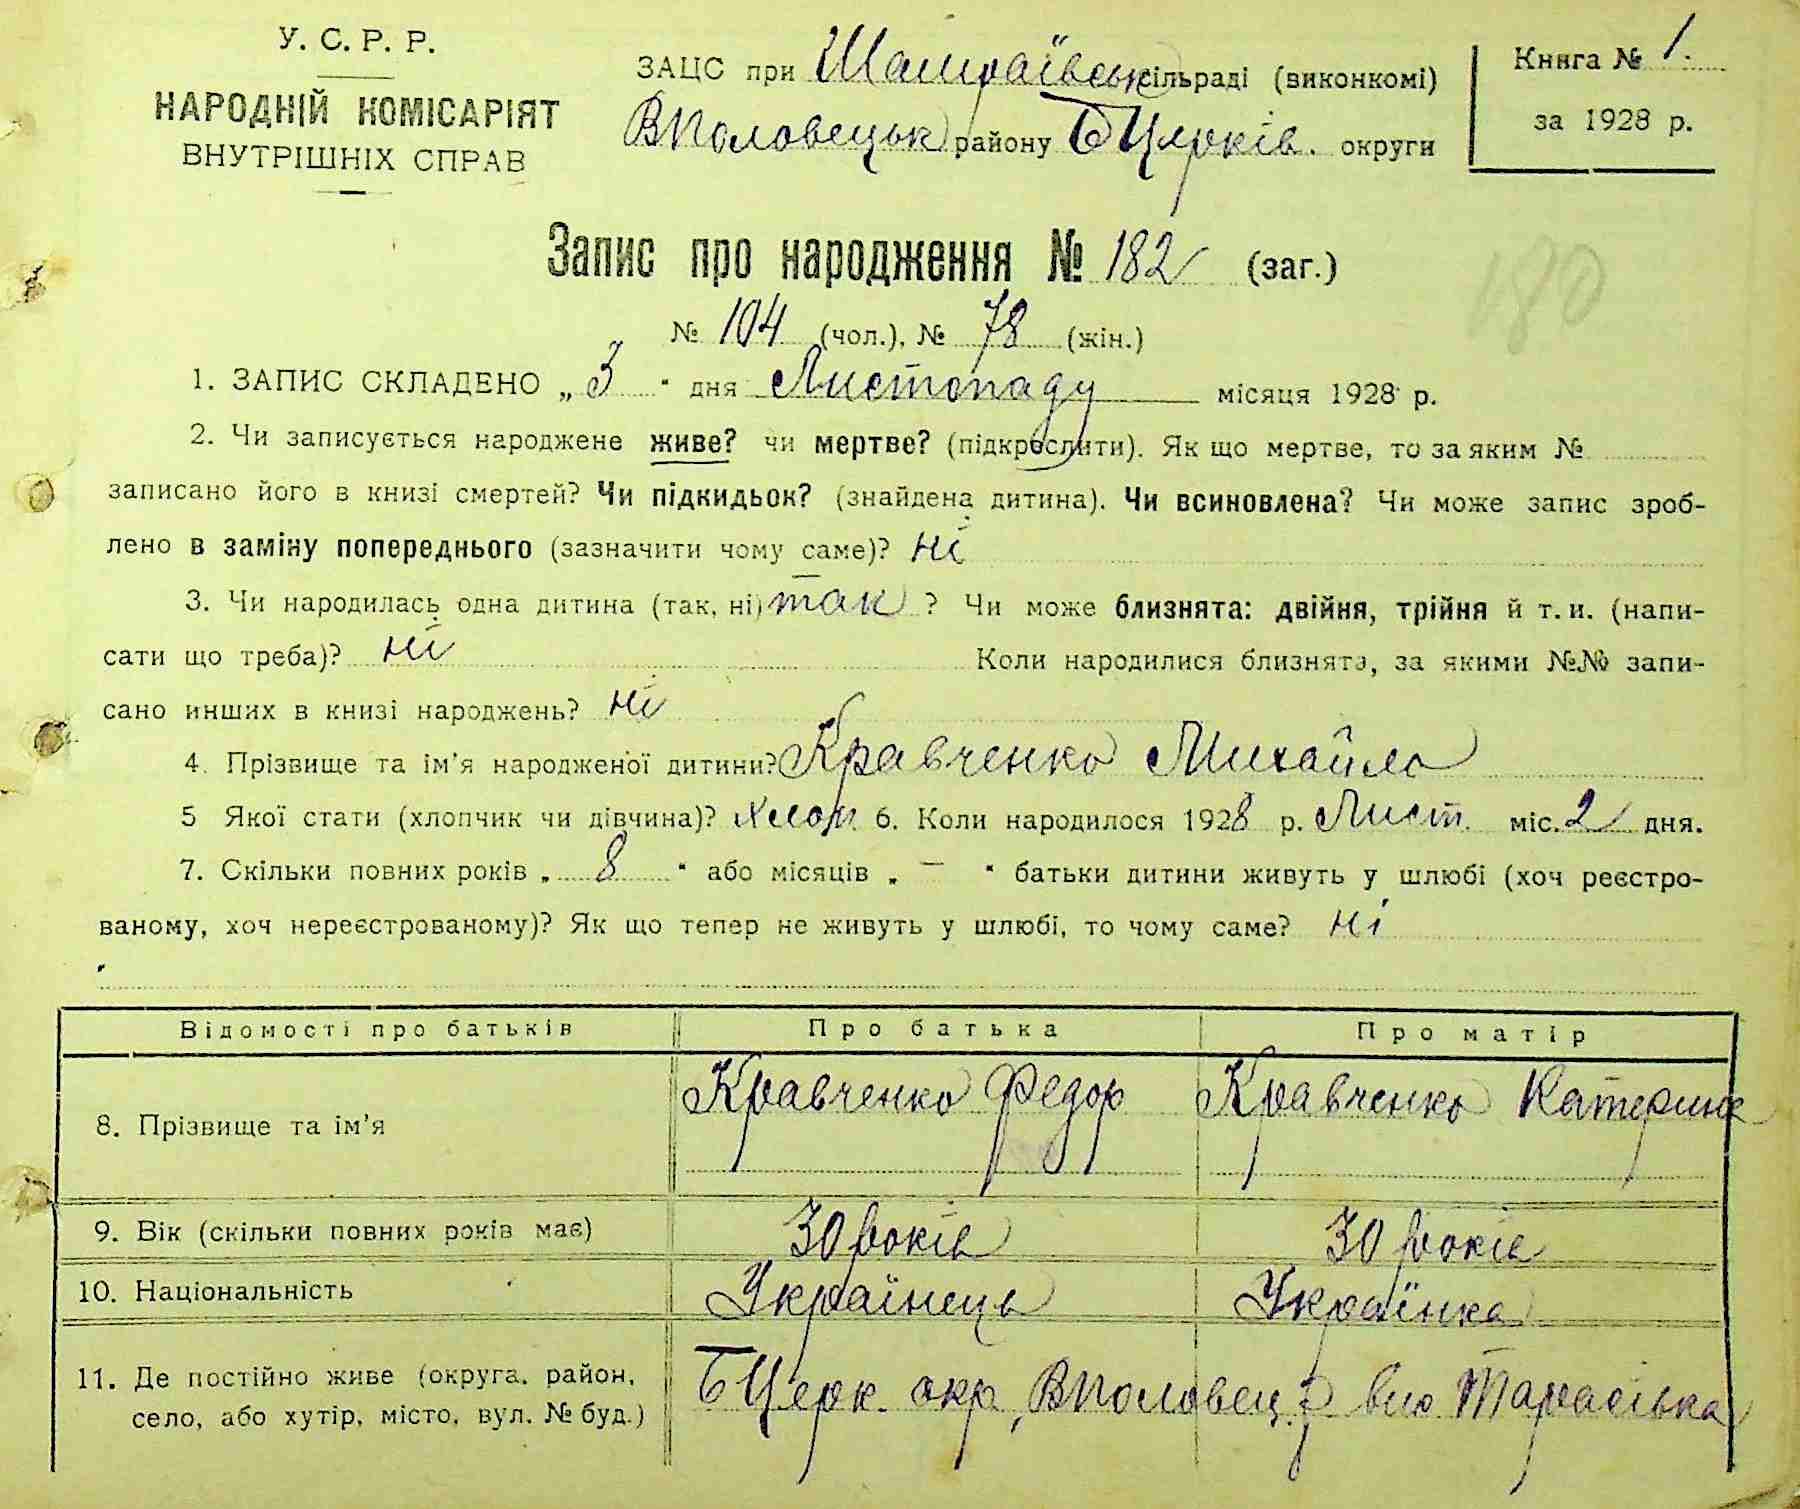 У. С. Р. Р.
НАРОДНІЙ КОМІСАРІЯТ
ВНУТРІШНІХ СПРАВ
ЗАЦС при Шамраївськ сільраді (виконкомі)
ВПоловецьк району БЦерків. округи
Книга № 1.
за 1928 р.
Запис про народження № 182 (заг.)
180
№ 104 (чол.), № 78 (жін.)
1. ЗАПИС СКЛАДЕНО „ 3 " дня Листопаду місяця 1928 р.
2. Чи записується народжене живе? чи мертве? (підкреслити). Як що мертве, то за яким №
записано його в книзі смертей? Чи підкидьок? (знайдена дитина). Чи всиновлена? Чи може запис зроб-
лено в заміну попереднього (зазначити чому саме)? ні
3. Чи народилась одна дитина (так, ні) так ? Чи може близнята: двійня, трійня й т. и. (напи-
сати що треба)? ні Коли народилися близнята, за якими №№ запи-
сано инших в книзі народжень? ні
4. Прізвище та ім'я народженої дитини? Кравченко Михайло
5 Якої стати (хлопчик чи дівчина)? хлоп. 6. Коли народилося 1928 р. Лист. міс. 2 дня.
7. Скільки повних років „ 8 " або місяців „ — " батьки дитини живуть у шлюбі (хоч реєстро-
ваному, хоч нереєстрованому)? Як що тепер не живуть у шлюбі, то чому саме? ні
Відомості про батьків Про батька Про матір
8. Прізвище та ім'я Кравченко Федор Кравченко Катерина
9. Вік (скільки повних років має) 30 років 30 років
10. Національність Українець Українка
11. Де постійно живе (округа, район,
село, або хутір, місто, вул. № буд.) БЦерк. окр, ВПоловец. р Тарасівка